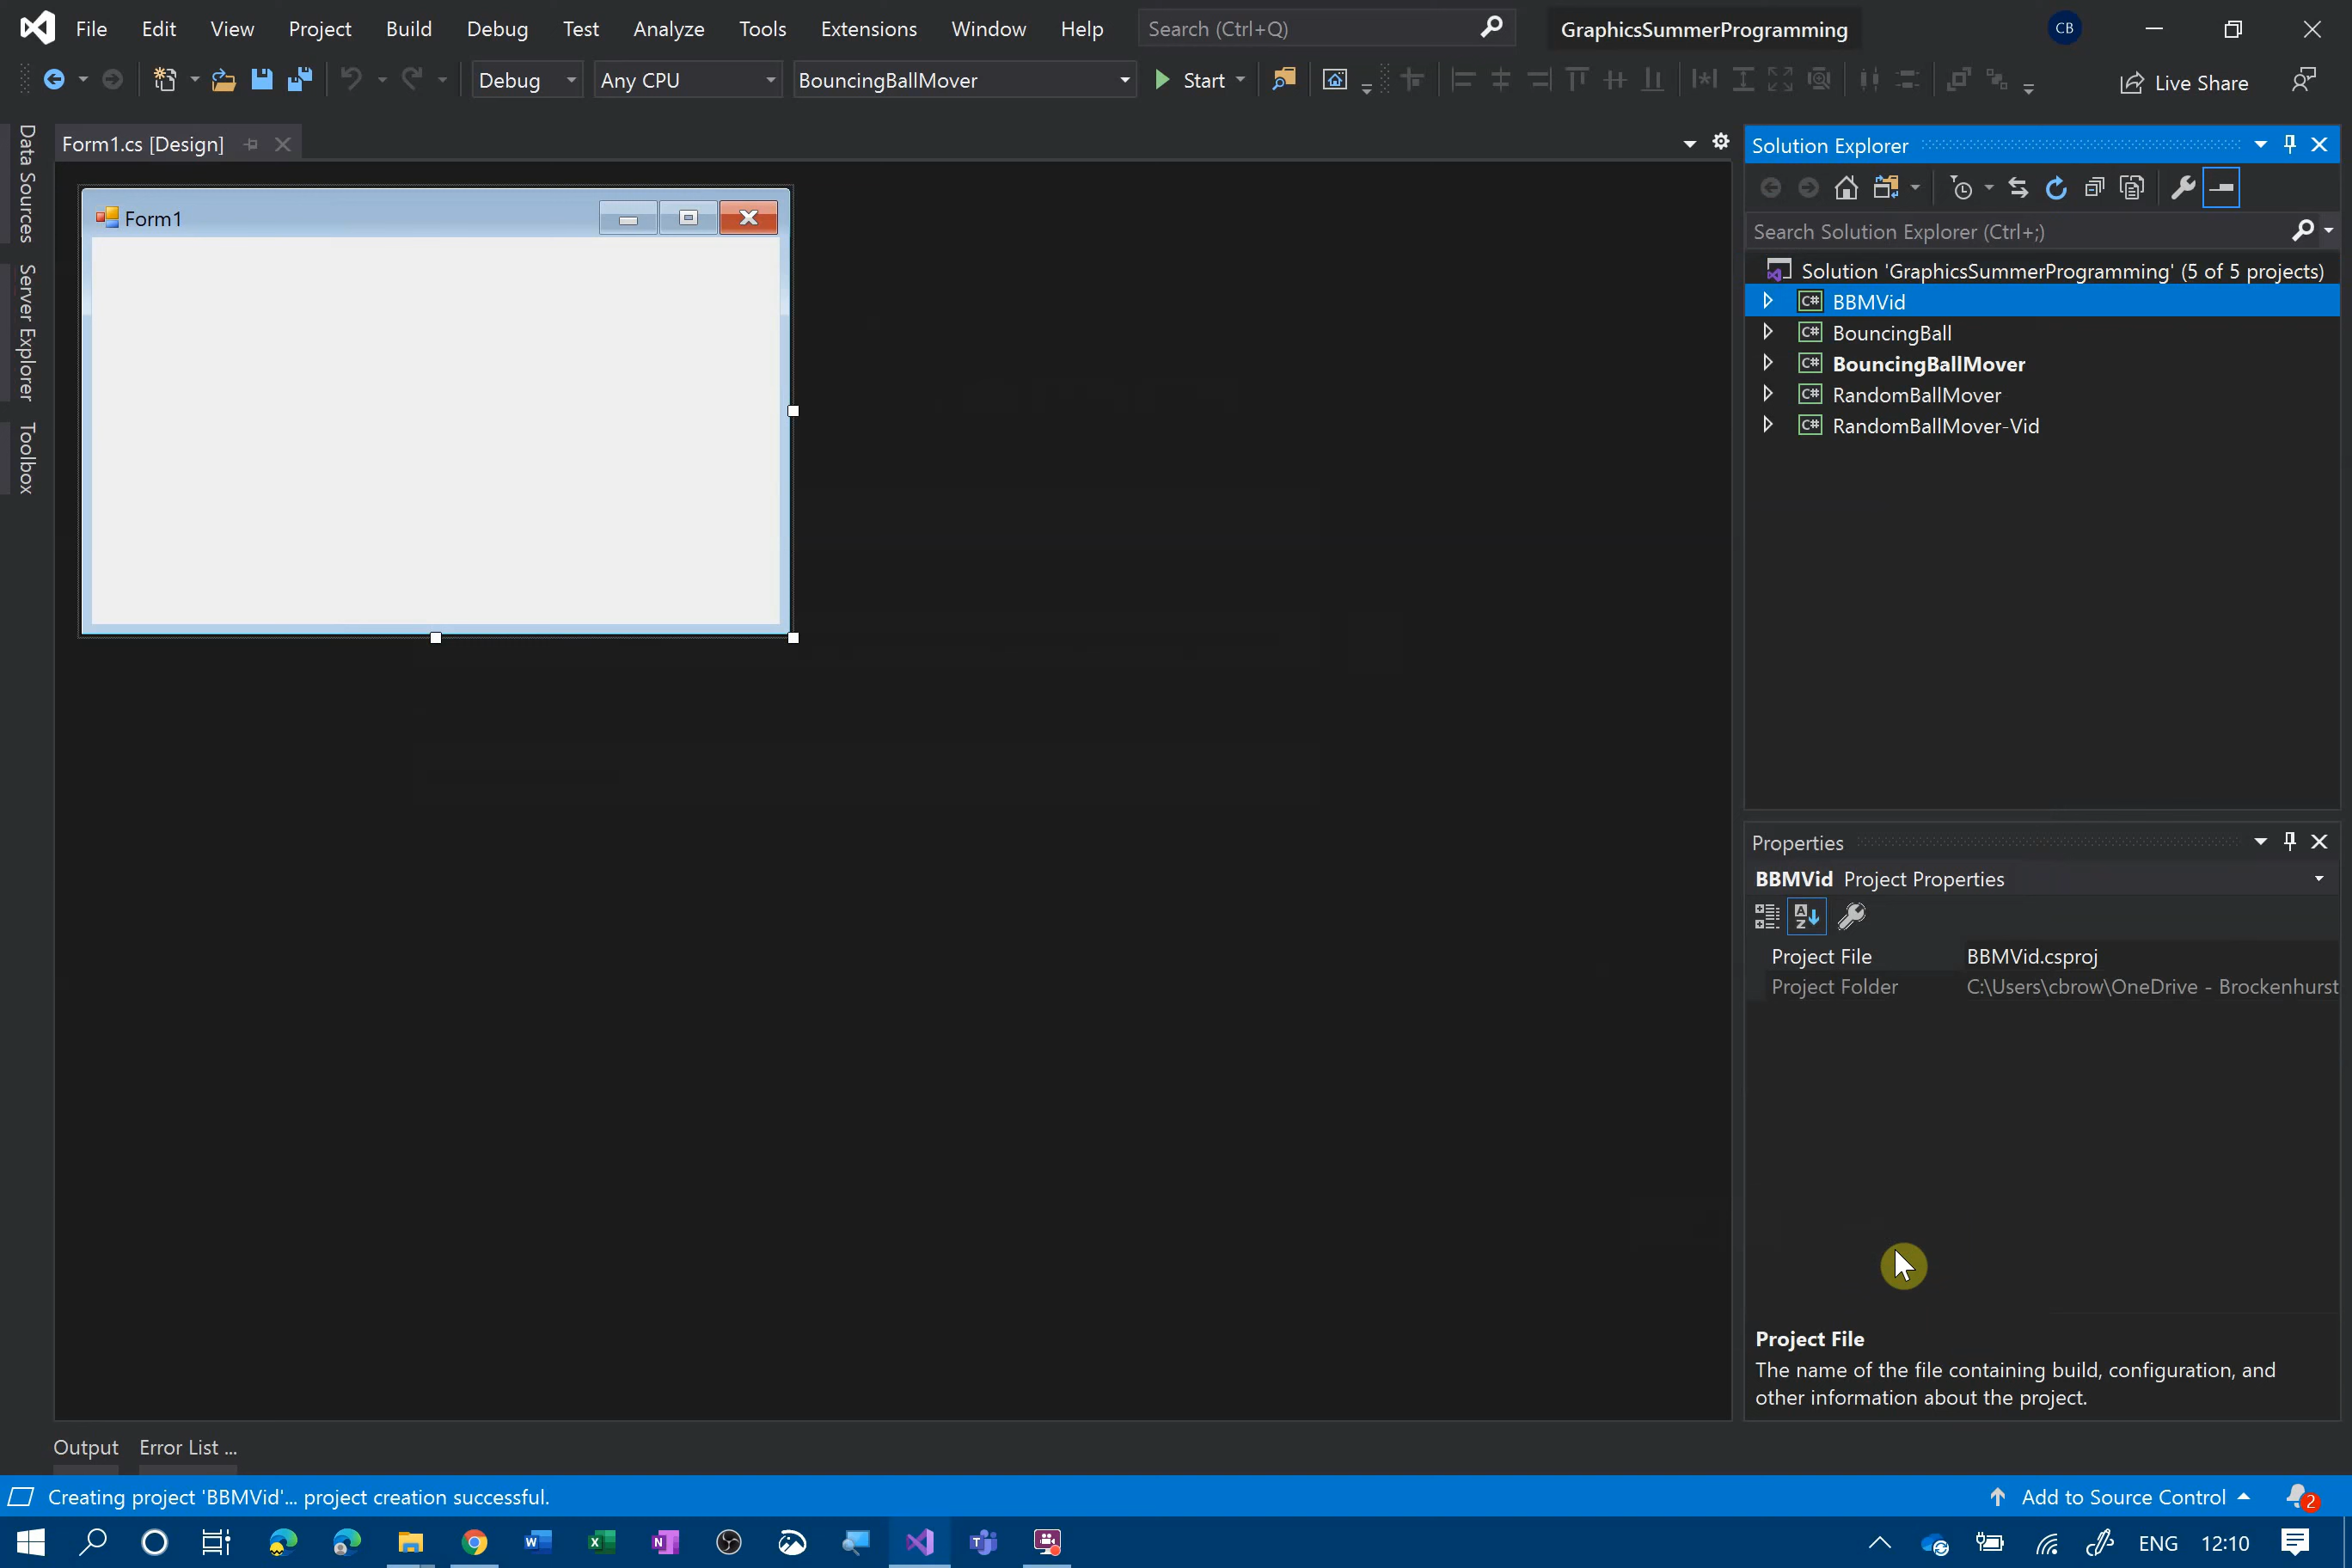 File Edit View Project Build Debug Test Analyze Tools Extensions Window Help Search (Ctrl+Q) GraphicsSummerProgramming CB
Debug Any CPU BouncingBallMover Start Live Share
Data Sources
Server Explorer
Toolbox
Form1.cs [Design]
Form1
Solution Explorer
Search Solution Explorer (Ctrl+;)
Solution 'GraphicsSummerProgramming' (5 of 5 projects)
C# BBMVid
C# BouncingBall
C# BouncingBallMover
C# RandomBallMover
C# RandomBallMover-Vid
Properties
BBMVid Project Properties
Project File BBMVid.csproj
Project Folder C:\Users\cbrow\OneDrive - Brockenhurst
Project File
The name of the file containing build, configuration, and
other information about the project.
Output Error List ...
Creating project 'BBMVid'... project creation successful. Add to Source Control 2
ENG 12:10